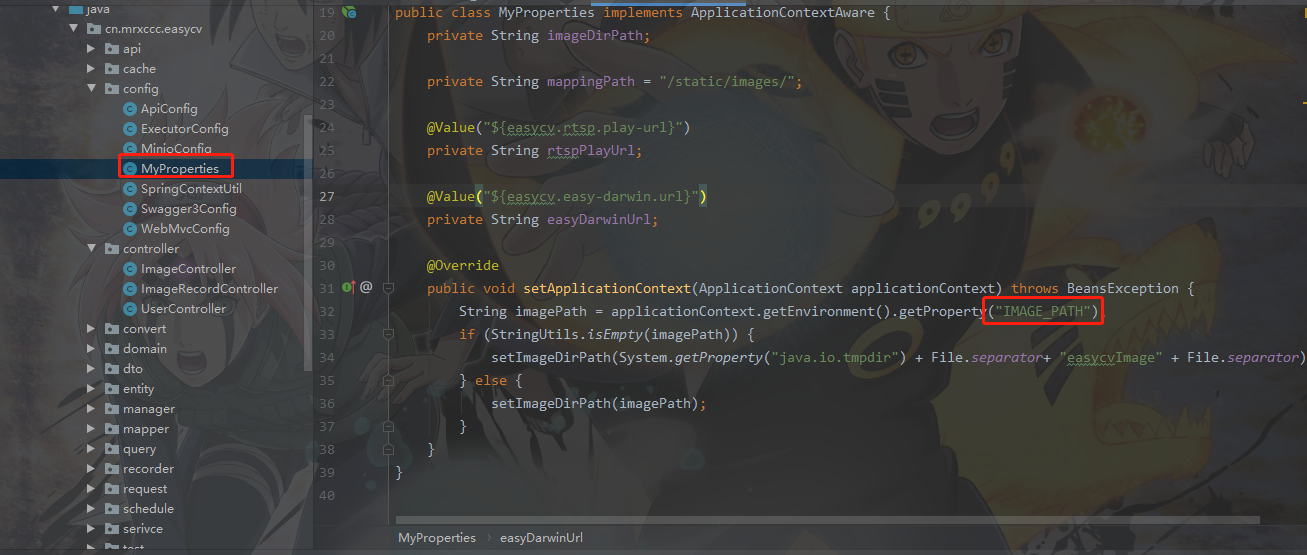 java
cn.mrxccc.easycv
api
cache
config
ApiConfig
ExecutorConfig
MinioConfig
MyProperties
SpringContextUtil
Swagger3Config
WebMvcConfig
controller
ImageController
ImageRecordController
UserController
convert
domain
dto
entity
manager
mapper
query
recorder
request
schedule
serivce
test
19 public class MyProperties implements ApplicationContextAware {
20 private String imageDirPath;
21
22 private String mappingPath = "/static/images/";
23
24 @Value("${easycv.rtsp.play-url}")
25 private String rtspPlayUrl;
26
27 @Value("${easycv.easy-darwin.url}")
28 private String easyDarwinUrl;
29
30 @Override
31 @ public void setApplicationContext(ApplicationContext applicationContext) throws BeansException {
32 String imagePath = applicationContext.getEnvironment().getProperty("IMAGE_PATH");
33 if (StringUtils.isEmpty(imagePath)) {
34 setImageDirPath(System.getProperty("java.io.tmpdir") + File.separator+ "easycvImage" + File.separator)
35 } else {
36 setImageDirPath(imagePath);
37 }
38 }
39 }
40
MyProperties › easyDarwinUrl